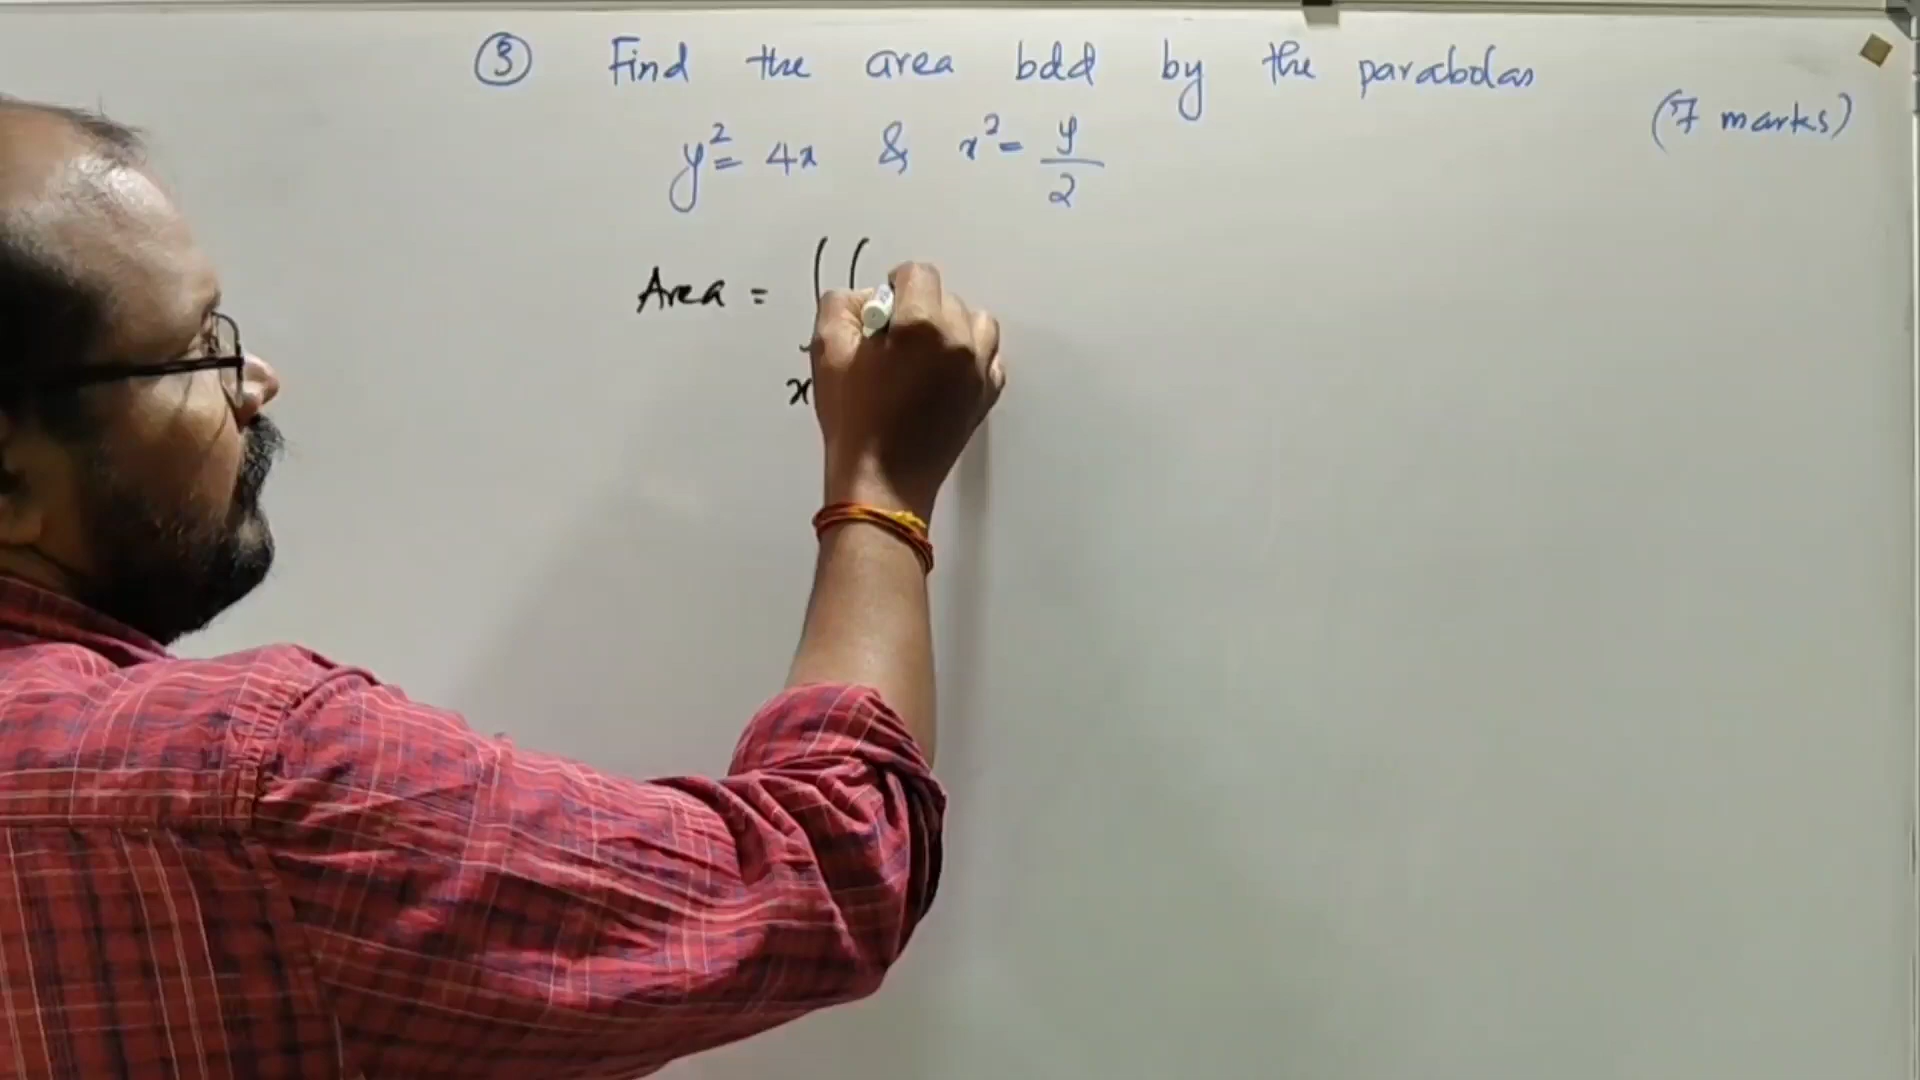 ③ Find the area bdd by the parabolas
(7 marks)
y² = 4x & x² = y/2
Area = ∫∫
x